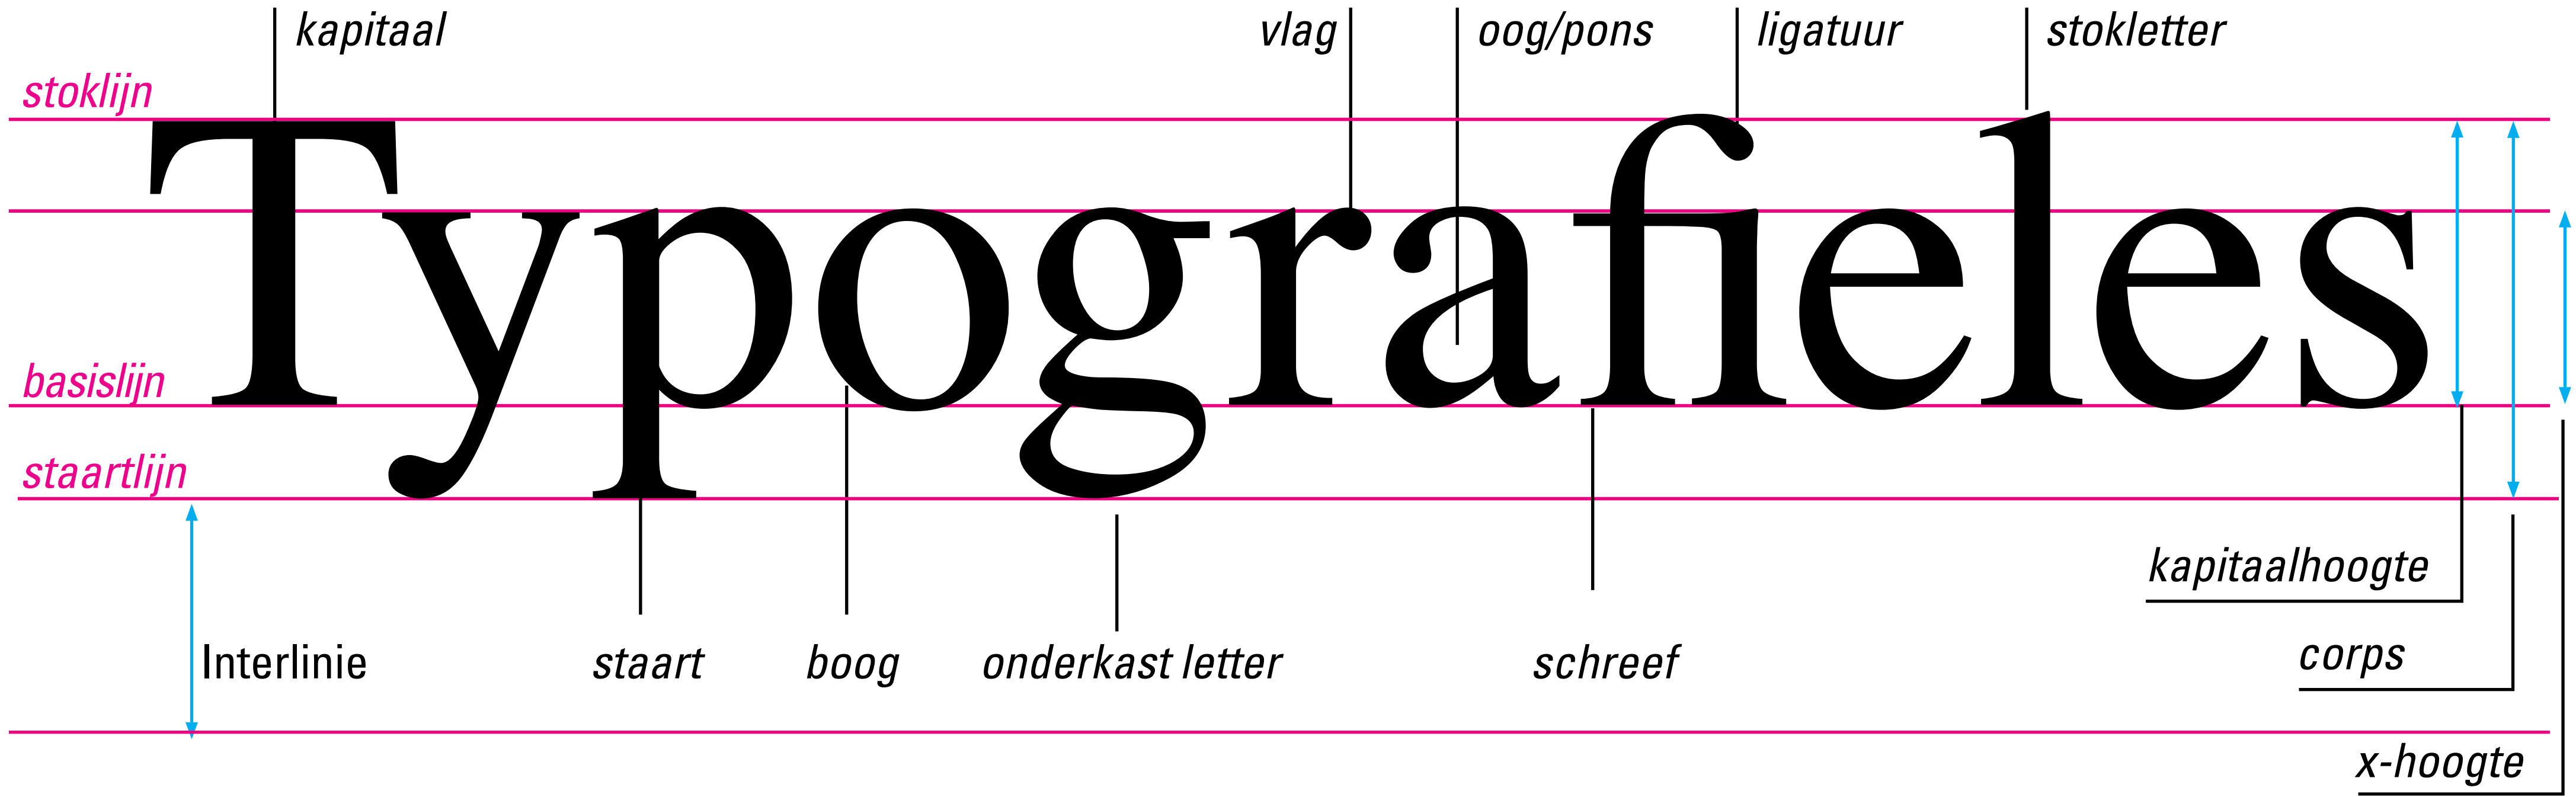 kapitaal
vlag
oog/pons
ligatuur
stokletter
stoklijn
Typografieles
basislijn
staartlijn
kapitaalhoogte
Interlinie
staart
boog
onderkast letter
schreef
corps
x-hoogte